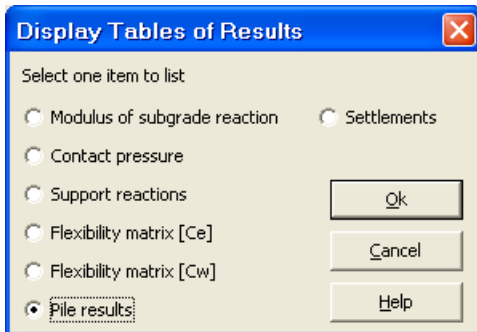 Display Tables of Results
Select one item to list
Modulus of subgrade reaction
Settlements
Contact pressure
Support reactions
Flexibility matrix [Ce]
Flexibility matrix [Cw]
Pile results
Ok
Cancel
Help